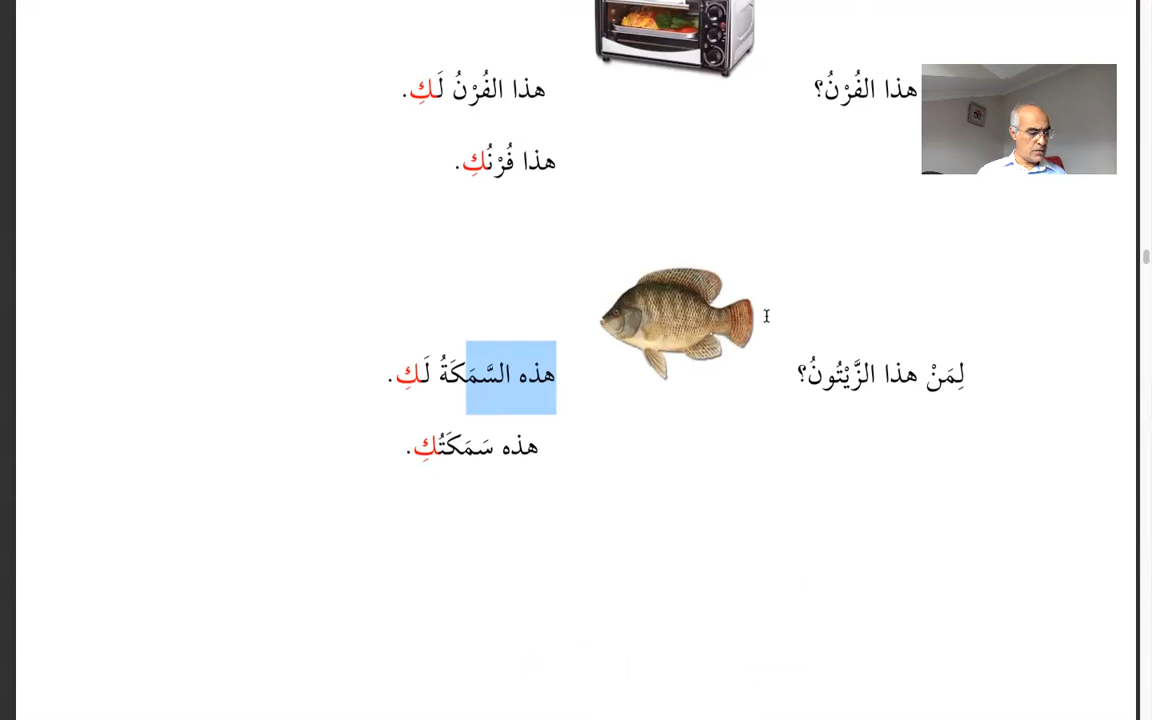 هذا الفُرْنُ؟
هذا الفُرْنُ لَكِ.
هذا فُرْنُكِ.
لِمَنْ هذا الزَّيْتُونُ؟
هذه السَّمَكَةُ لَكِ.
هذه سَمَكَتُكِ.